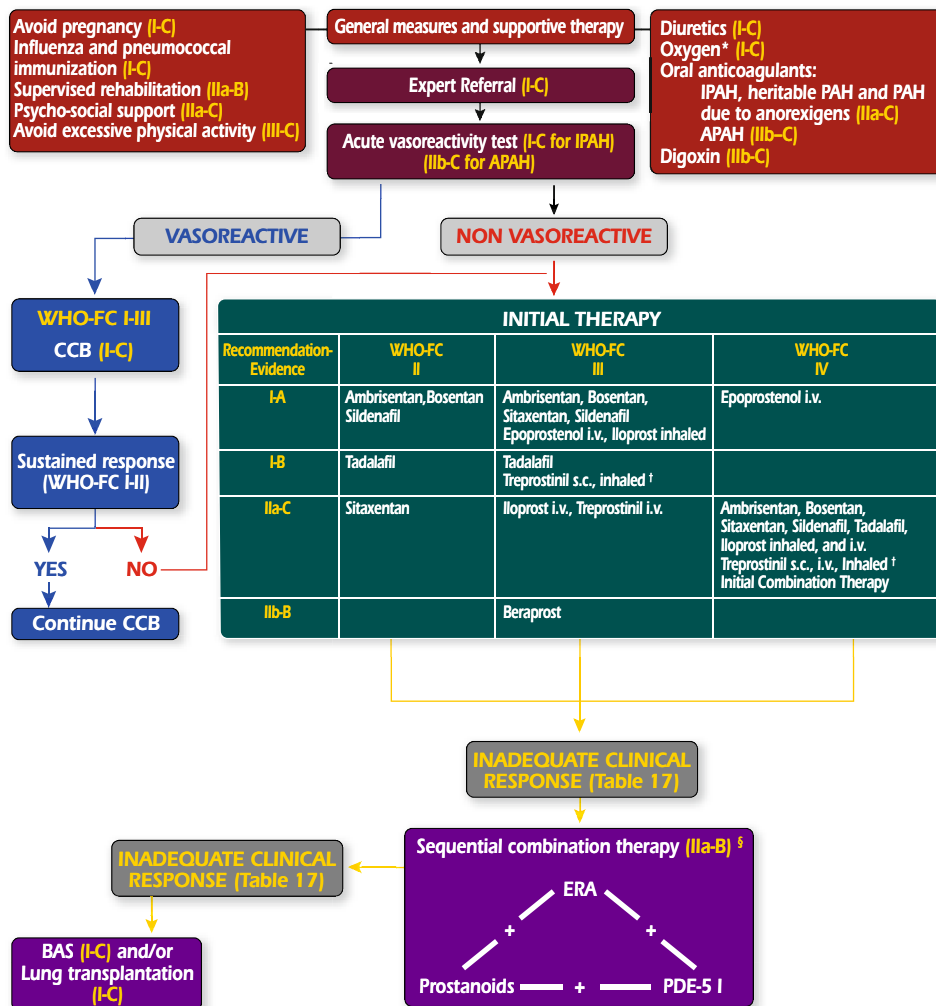 Avoid pregnancy (I-C)
Influenza and pneumococcal
immunization (I-C)
Supervised rehabilitation (IIa-B)
Psycho-social support (IIa-C)
Avoid excessive physical activity (III-C)
General measures and supportive therapy
Expert Referral (I-C)
Acute vasoreactivity test (I-C for IPAH)
(IIb-C for APAH)
Diuretics (I-C)
Oxygen* (I-C)
Oral anticoagulants:
IPAH, heritable PAH and PAH
due to anorexigens (IIa-C)
APAH (IIb–C)
Digoxin (IIb-C)
VASOREACTIVE
NON VASOREACTIVE
WHO-FC I-III
CCB (I-C)
Sustained response
(WHO-FC I-II)
YES
NO
Continue CCB
INITIAL THERAPY
Recommendation-
Evidence
WHO-FC
II
WHO-FC
III
WHO-FC
IV
I-A
Ambrisentan,Bosentan
Sildenafil
Ambrisentan, Bosentan,
Sitaxentan, Sildenafil
Epoprostenol i.v., Iloprost inhaled
Epoprostenol i.v.
I-B
Tadalafil
Tadalafil
Treprostinil s.c., inhaled †
IIa-C
Sitaxentan
Iloprost i.v., Treprostinil i.v.
Ambrisentan, Bosentan,
Sitaxentan, Sildenafil, Tadalafil,
Iloprost inhaled, and i.v.
Treprostinil s.c., i.v., Inhaled †
Initial Combination Therapy
IIb-B
Beraprost
INADEQUATE CLINICAL
RESPONSE (Table 17)
Sequential combination therapy (IIa-B) §
ERA
+
+
Prostanoids
+
PDE-5 I
INADEQUATE CLINICAL
RESPONSE (Table 17)
BAS (I-C) and/or
Lung transplantation
(I-C)